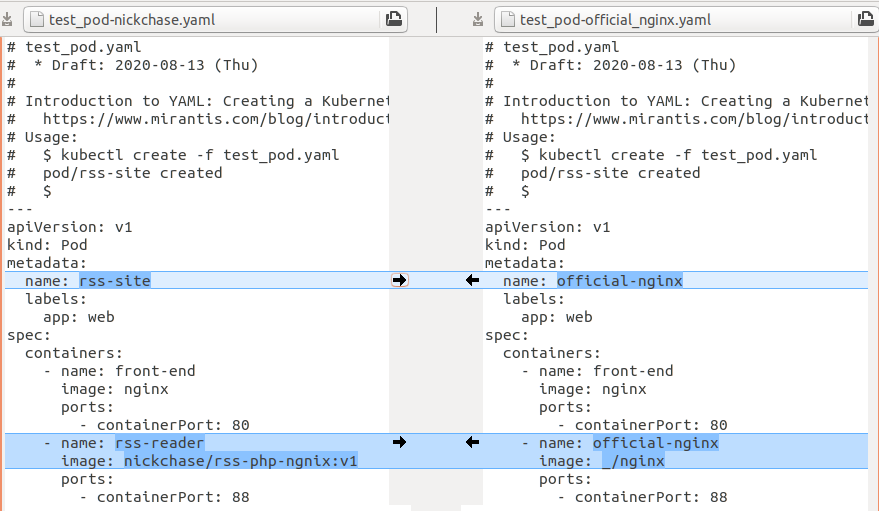 test_pod-nickchase.yaml
# test_pod.yaml
#  * Draft: 2020-08-13 (Thu)
#
# Introduction to YAML: Creating a Kubernet
#   https://www.mirantis.com/blog/introduct
# Usage:
#   $ kubectl create -f test_pod.yaml
#   pod/rss-site created
#   $
---
apiVersion: v1
kind: Pod
metadata:
  name: rss-site
  labels:
    app: web
spec:
  containers:
    - name: front-end
      image: nginx
      ports:
        - containerPort: 80
    - name: rss-reader
      image: nickchase/rss-php-ngnix:v1
      ports:
        - containerPort: 88
test_pod-official_nginx.yaml
# test_pod.yaml
#  * Draft: 2020-08-13 (Thu)
#
# Introduction to YAML: Creating a Kubernet
#   https://www.mirantis.com/blog/introduct
# Usage:
#   $ kubectl create -f test_pod.yaml
#   pod/rss-site created
#   $
---
apiVersion: v1
kind: Pod
metadata:
  name: official-nginx
  labels:
    app: web
spec:
  containers:
    - name: front-end
      image: nginx
      ports:
        - containerPort: 80
    - name: official-nginx
      image: _/nginx
      ports:
        - containerPort: 88